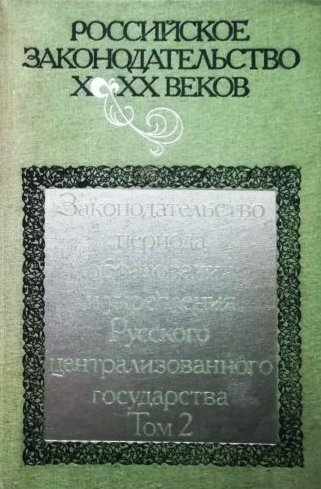 РОССИЙСКОЕ
ЗАКОНОДАТЕЛЬСТВО
X-XX ВЕКОВ
Законодательство
периода
образования
и укрепления
Русского
централизованного
государства
Том 2